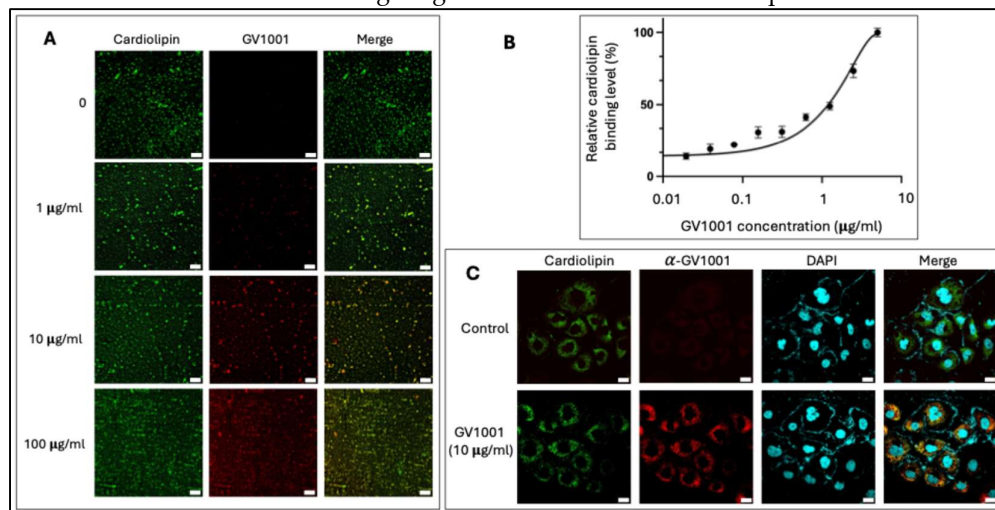 A
Cardiolipin GV1001 Merge
0
1 μg/ml
10 μg/ml
100 μg/ml
B
Relative cardiolipin
binding level (%)
100
50
0
0.01 0.1 1 10
GV1001 concentration (μg/ml)
C
Cardiolipin α-GV1001 DAPI Merge
Control
GV1001
(10 μg/ml)